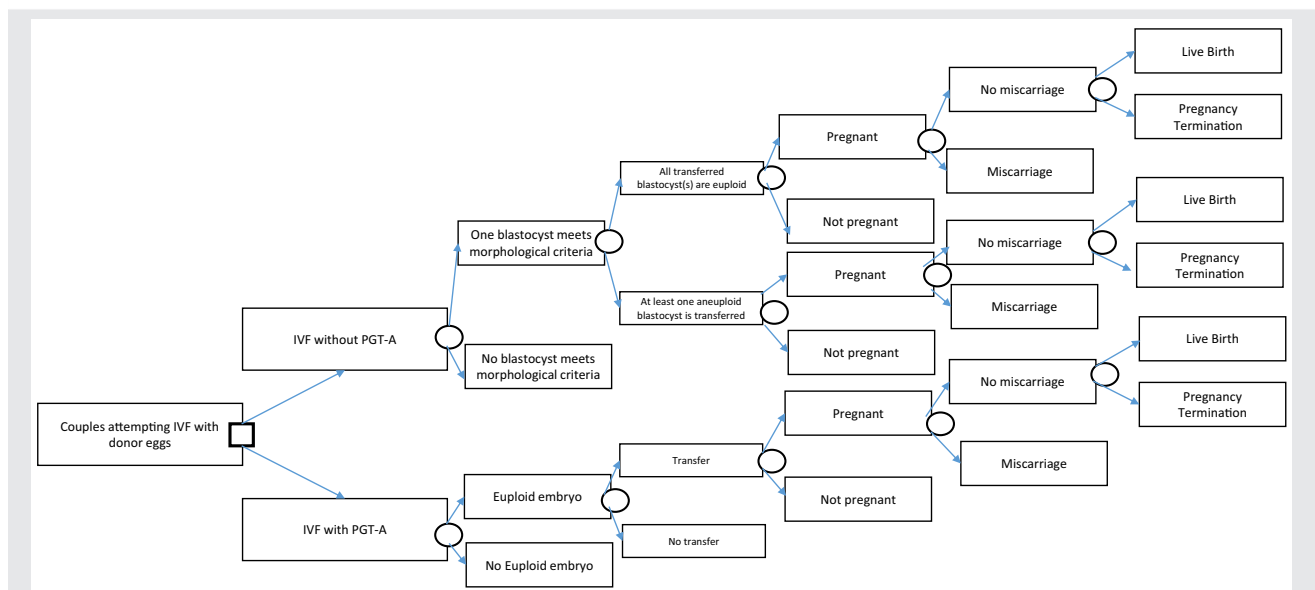 Live Birth
No miscarriage
Pregnancy
Termination
Pregnant
Miscarriage
All transferred
blastocyst(s) are euploid
Not pregnant
One blastocyst meets
morphological criteria
Live Birth
No miscarriage
Pregnancy
Termination
Pregnant
Miscarriage
At least one aneuploid
blastocyst is transferred
Not pregnant
IVF without PGT-A
No blastocyst meets
morphological criteria
Couples attempting IVF with
donor eggs
Live Birth
No miscarriage
Pregnancy
Termination
Pregnant
Miscarriage
Transfer
Not pregnant
Euploid embryo
No transfer
IVF with PGT-A
No Euploid embryo